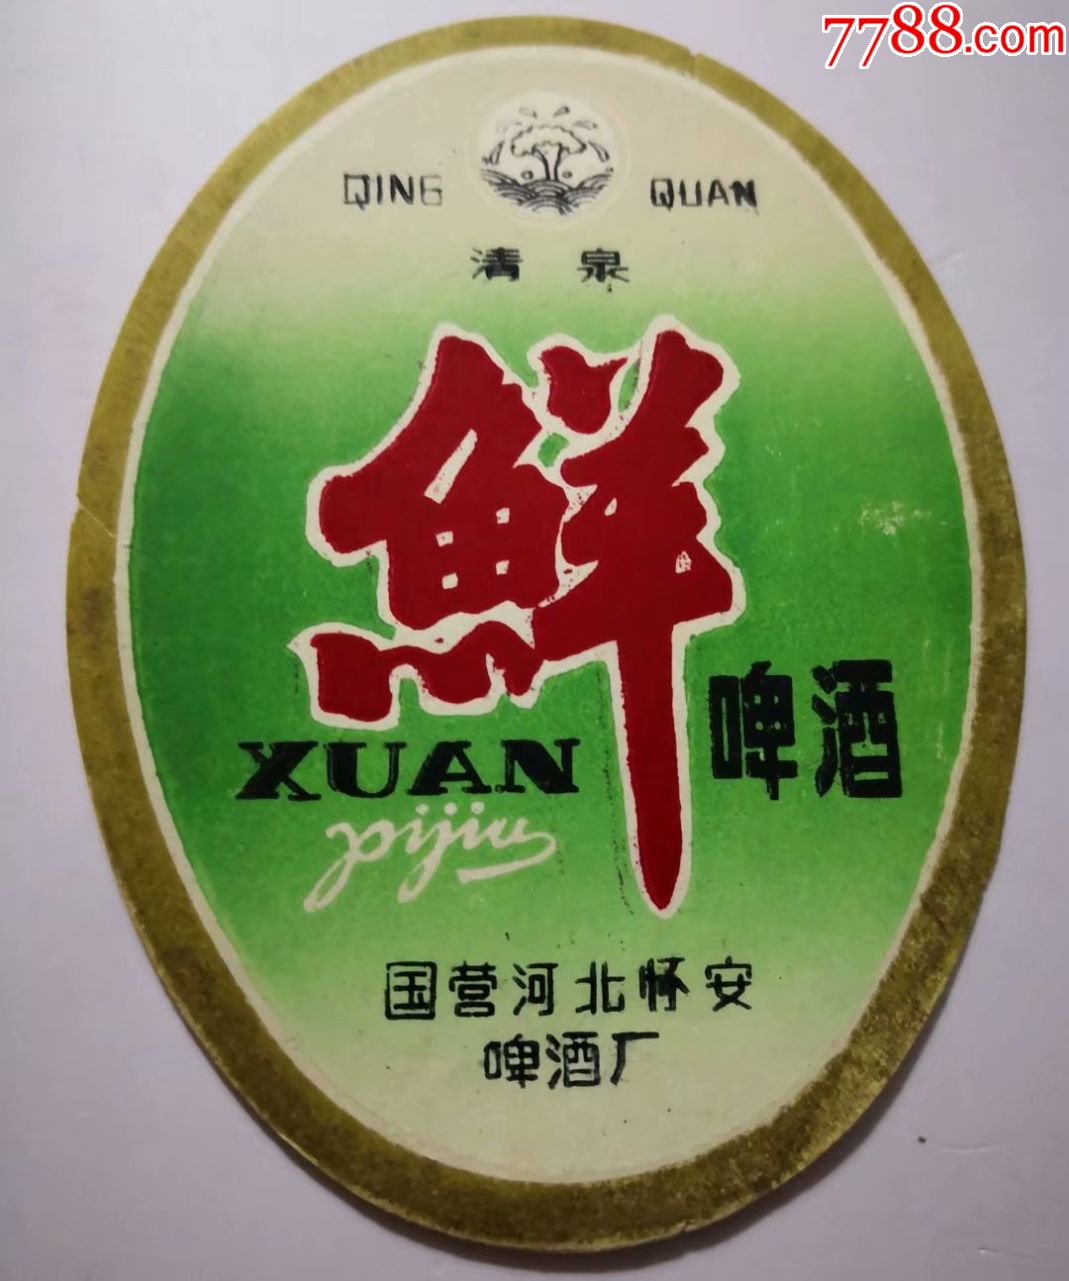 7788.com
QING QUAN
清泉
鮮
啤酒
XUAN
pijiu
国营河北怀安
啤酒厂